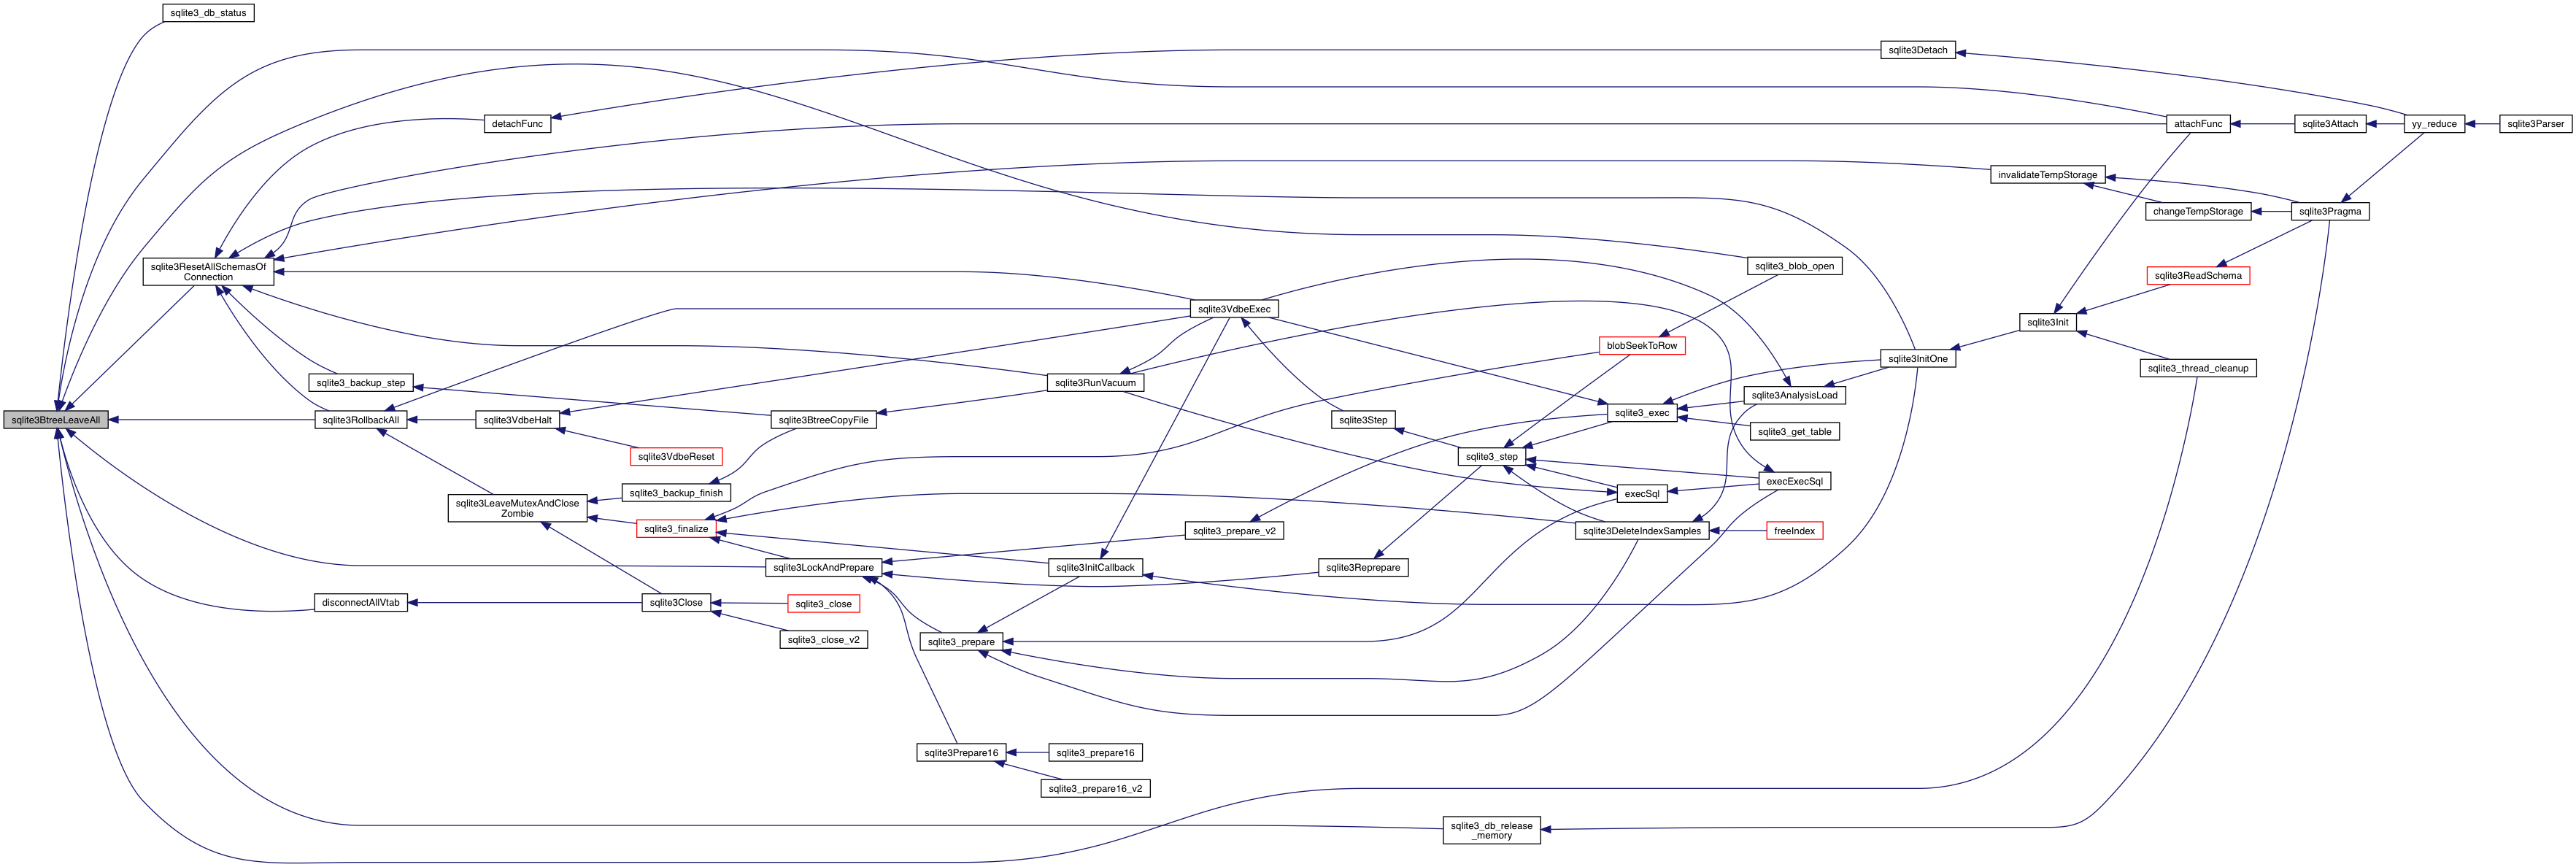 sqlite3_db_status
sqlite3Detach
detachFunc
attachFunc
sqlite3Attach
yy_reduce
sqlite3Parser
invalidateTempStorage
changeTempStorage
sqlite3Pragma
sqlite3ResetAllSchemasOf
Connection
sqlite3_blob_open
sqlite3ReadSchema
sqlite3VdbeExec
sqlite3Init
blobSeekToRow
sqlite3InitOne
sqlite3_thread_cleanup
sqlite3_backup_step
sqlite3RunVacuum
sqlite3AnalysisLoad
sqlite3_exec
sqlite3BtreeLeaveAll
sqlite3RollbackAll
sqlite3VdbeHalt
sqlite3BtreeCopyFile
sqlite3Step
sqlite3_get_table
sqlite3VdbeReset
sqlite3_step
execExecSql
sqlite3_backup_finish
execSql
sqlite3LeaveMutexAndClose
Zombie
sqlite3_finalize
sqlite3_prepare_v2
sqlite3DeleteIndexSamples
freeIndex
sqlite3LockAndPrepare
sqlite3InitCallback
sqlite3Reprepare
disconnectAllVtab
sqlite3Close
sqlite3_close
sqlite3_close_v2
sqlite3_prepare
sqlite3Prepare16
sqlite3_prepare16
sqlite3_prepare16_v2
sqlite3_db_release
_memory